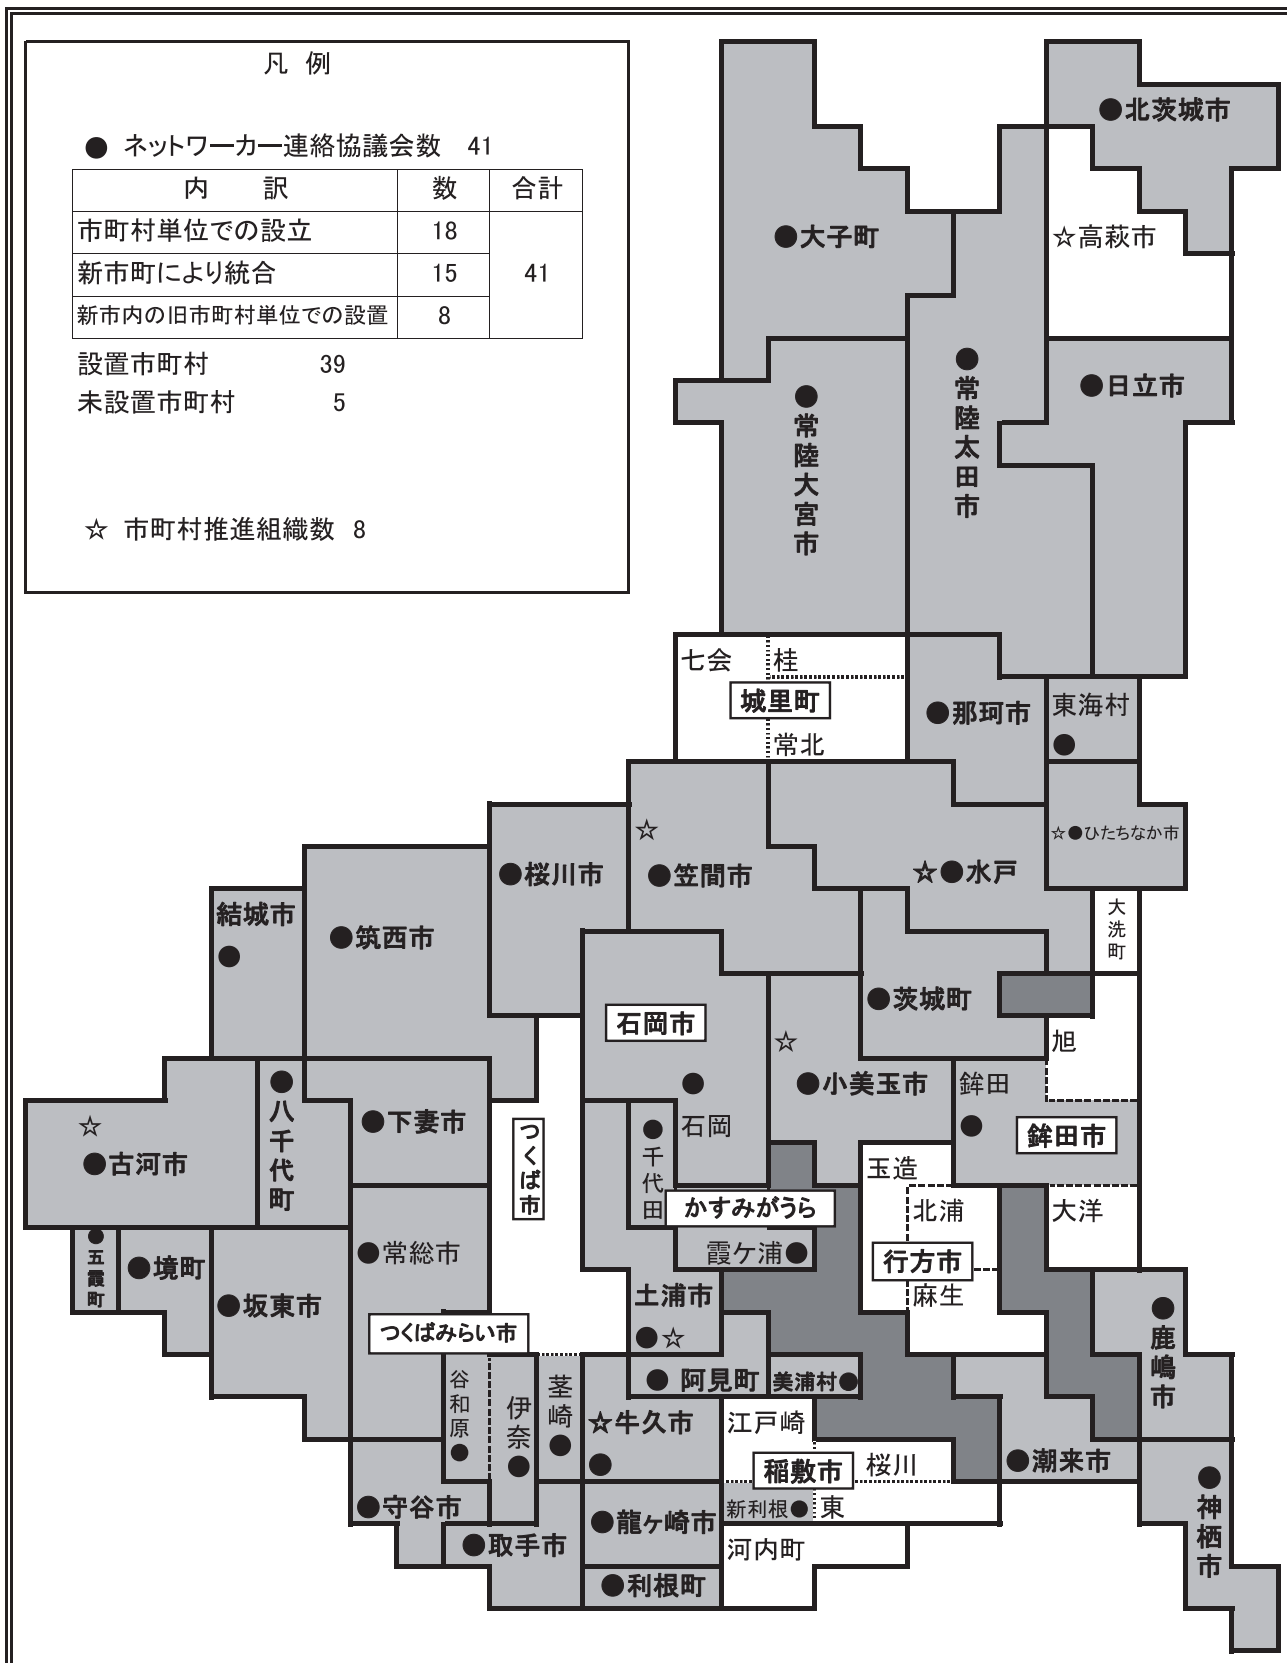 凡 例
● ネットワーカー連絡協議会数 41
内 訳 数 合計
市町村単位での設立 18
新市町により統合 15 41
新市内の旧市町村単位での設置 8
設置市町村 39
未設置市町村 5
☆ 市町村推進組織数 8
●北茨城市
●大子町
☆高萩市
●常陸大宮市
●常陸太田市
●日立市
七会
桂
城里町
常北
●那珂市
東海村
●
☆
●笠間市
☆●水戸
☆●ひたちなか市
●桜川市
大洗町
結城市
●
●筑西市
石岡市
●
石岡
●茨城町
旭
☆
●小美玉市
鉾田
●
鉾田市
大洋
☆
●古河市
●八千代町
●下妻市
つくば市
●千代田
かすみがうら
霞ケ浦●
玉造
北浦
行方市
麻生
●五霞町
●境町
●坂東市
●常総市
つくばみらい市
谷和原●
伊奈●
茎崎●
土浦市
●☆
● 阿見町
美浦村●
☆牛久市
●
江戸崎
稲敷市
桜川
新利根●
東
●鹿嶋市
●潮来市
●神栖市
●守谷市
●取手市
●龍ヶ崎市
河内町
●利根町